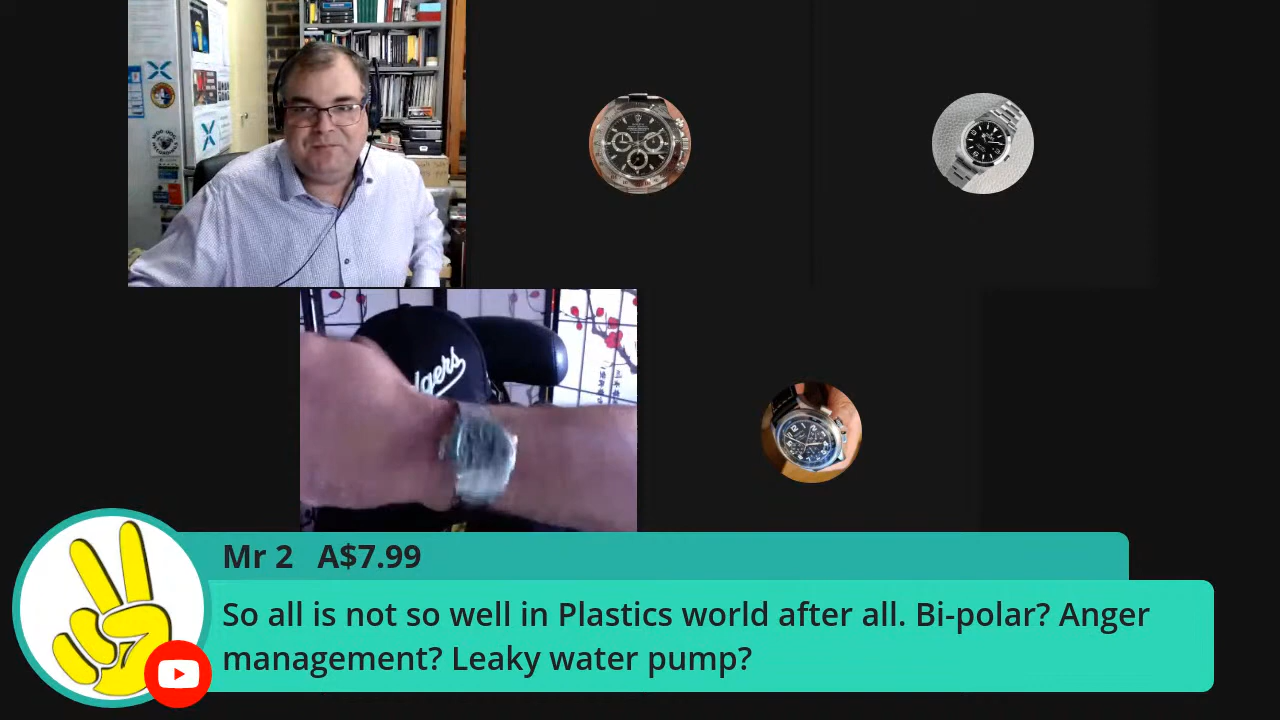 dgers
Mr 2 A$7.99
So all is not so well in Plastics world after all. Bi-polar? Anger
management? Leaky water pump?